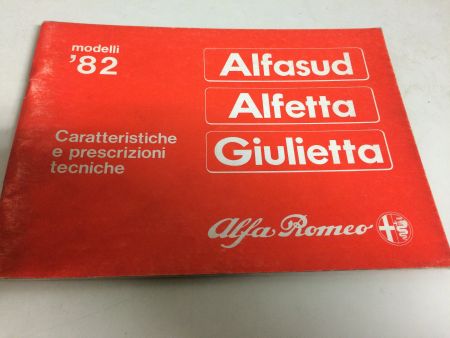 modelli
'82
Caratteristiche
e prescrizioni
tecniche
Alfasud
Alfetta
Giulietta
Alfa Romeo